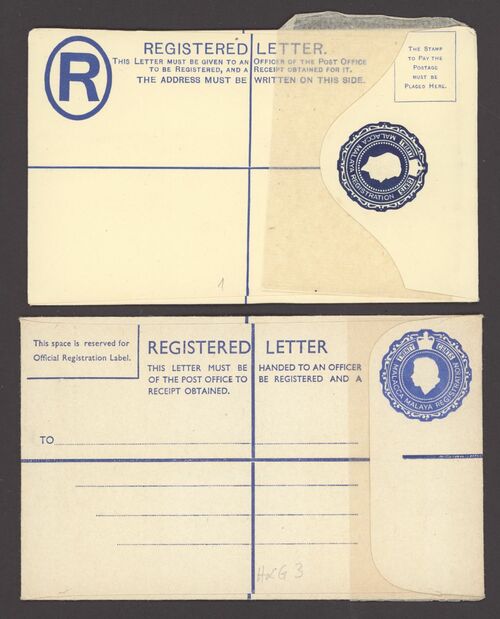 R
REGISTERED LETTER.
THIS LETTER MUST BE GIVEN TO AN OFFICER OF THE POST OFFICE
TO BE REGISTERED, AND A RECEIPT OBTAINED FOR IT.
THE ADDRESS MUST BE WRITTEN ON THIS SIDE.
THE STAMP
TO PAY THE
POSTAGE
MUST BE
PLACED HERE.
MALACCA
MALAYA REGISTRATION
1
This space is reserved for
Official Registration Label.
REGISTERED LETTER
THIS LETTER MUST BE HANDED TO AN OFFICER
OF THE POST OFFICE TO BE REGISTERED AND A
RECEIPT OBTAINED.
MALACCA MALAYA REGISTRATION
TO
H&G 3